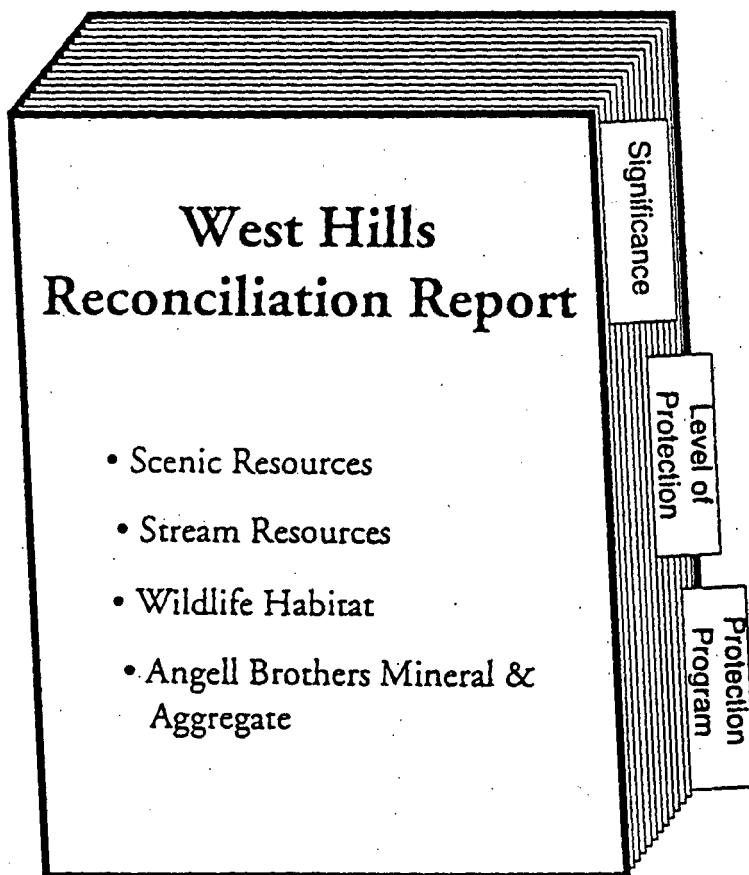 West Hills
Reconciliation Report
• Scenic Resources
• Stream Resources
• Wildlife Habitat
• Angell Brothers Mineral &
Aggregate
Significance
Level of
Protection
Protection
Program